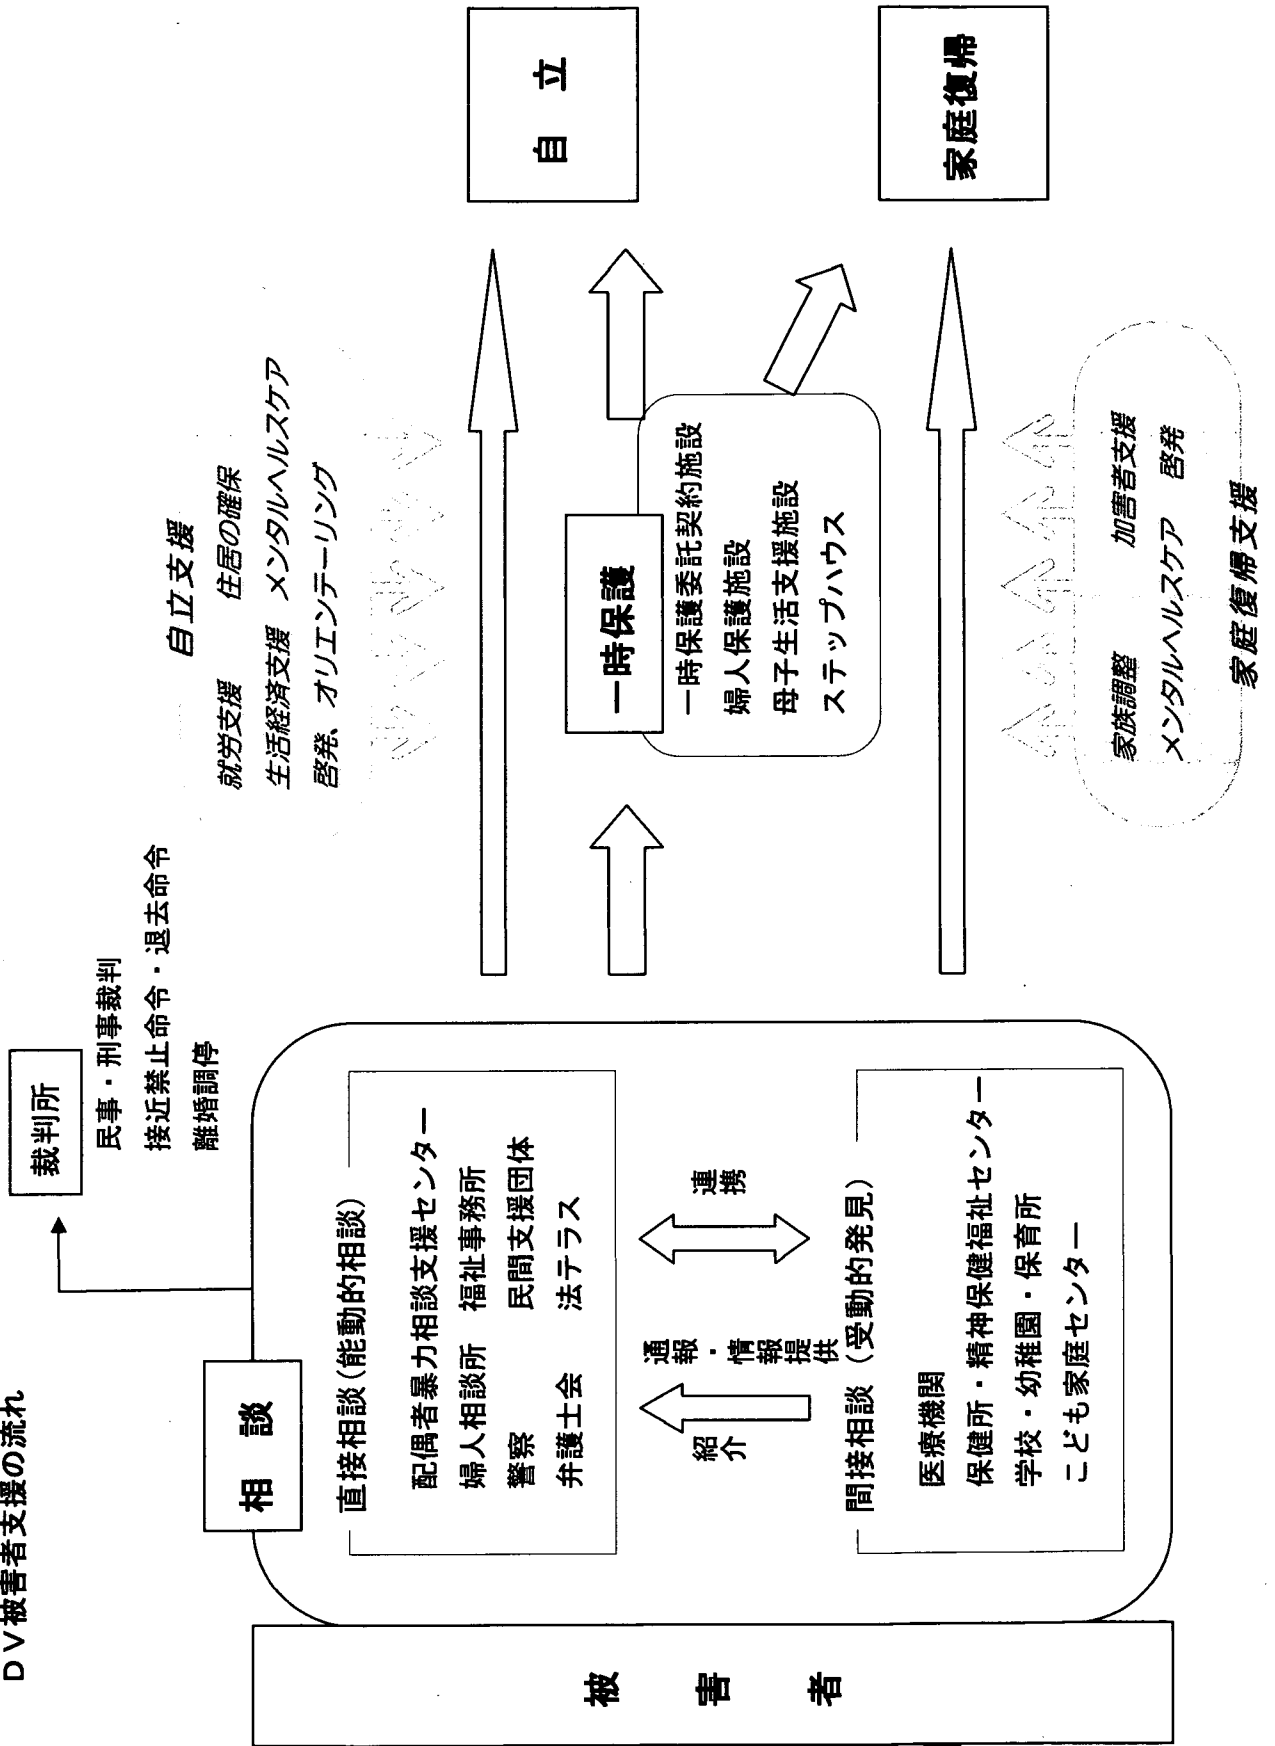 DV被害者支援の流れ
裁判所
民事・刑事裁判
接近禁止命令・退去命令
離婚調停
相談
被害者
直接相談(能動的相談)
配偶者暴力相談支援センター
婦人相談所 福祉事務所
警察 民間支援団体
弁護士会 法テラス
紹介
通報・情報提供
連携
間接相談(受動的発見)
医療機関
保健所・精神保健福祉センター
学校・幼稚園・保育所
こども家庭センター
自立支援
就労支援 住居の確保
生活経済支援 メンタルヘルスケア
啓発、オリエンテーリング
一時保護
一時保護委託契約施設
婦人保護施設
母子生活支援施設
ステップハウス
家族調整 加害者支援
メンタルヘルスケア 啓発
家庭復帰支援
自立
家庭復帰